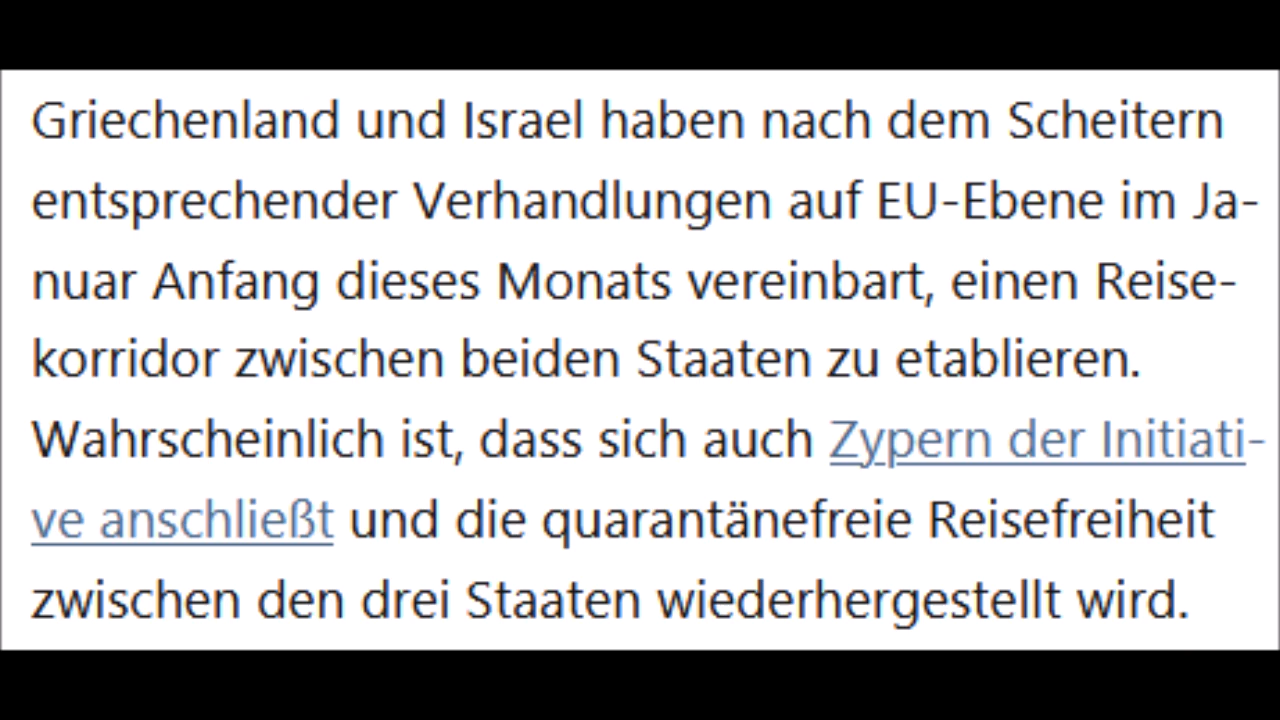 Griechenland und Israel haben nach dem Scheitern
entsprechender Verhandlungen auf EU-Ebene im Ja-
nuar Anfang dieses Monats vereinbart, einen Reise-
korridor zwischen beiden Staaten zu etablieren.
Wahrscheinlich ist, dass sich auch Zypern der Initiati-
ve anschließt und die quarantänefreie Reisefreiheit
zwischen den drei Staaten wiederhergestellt wird.